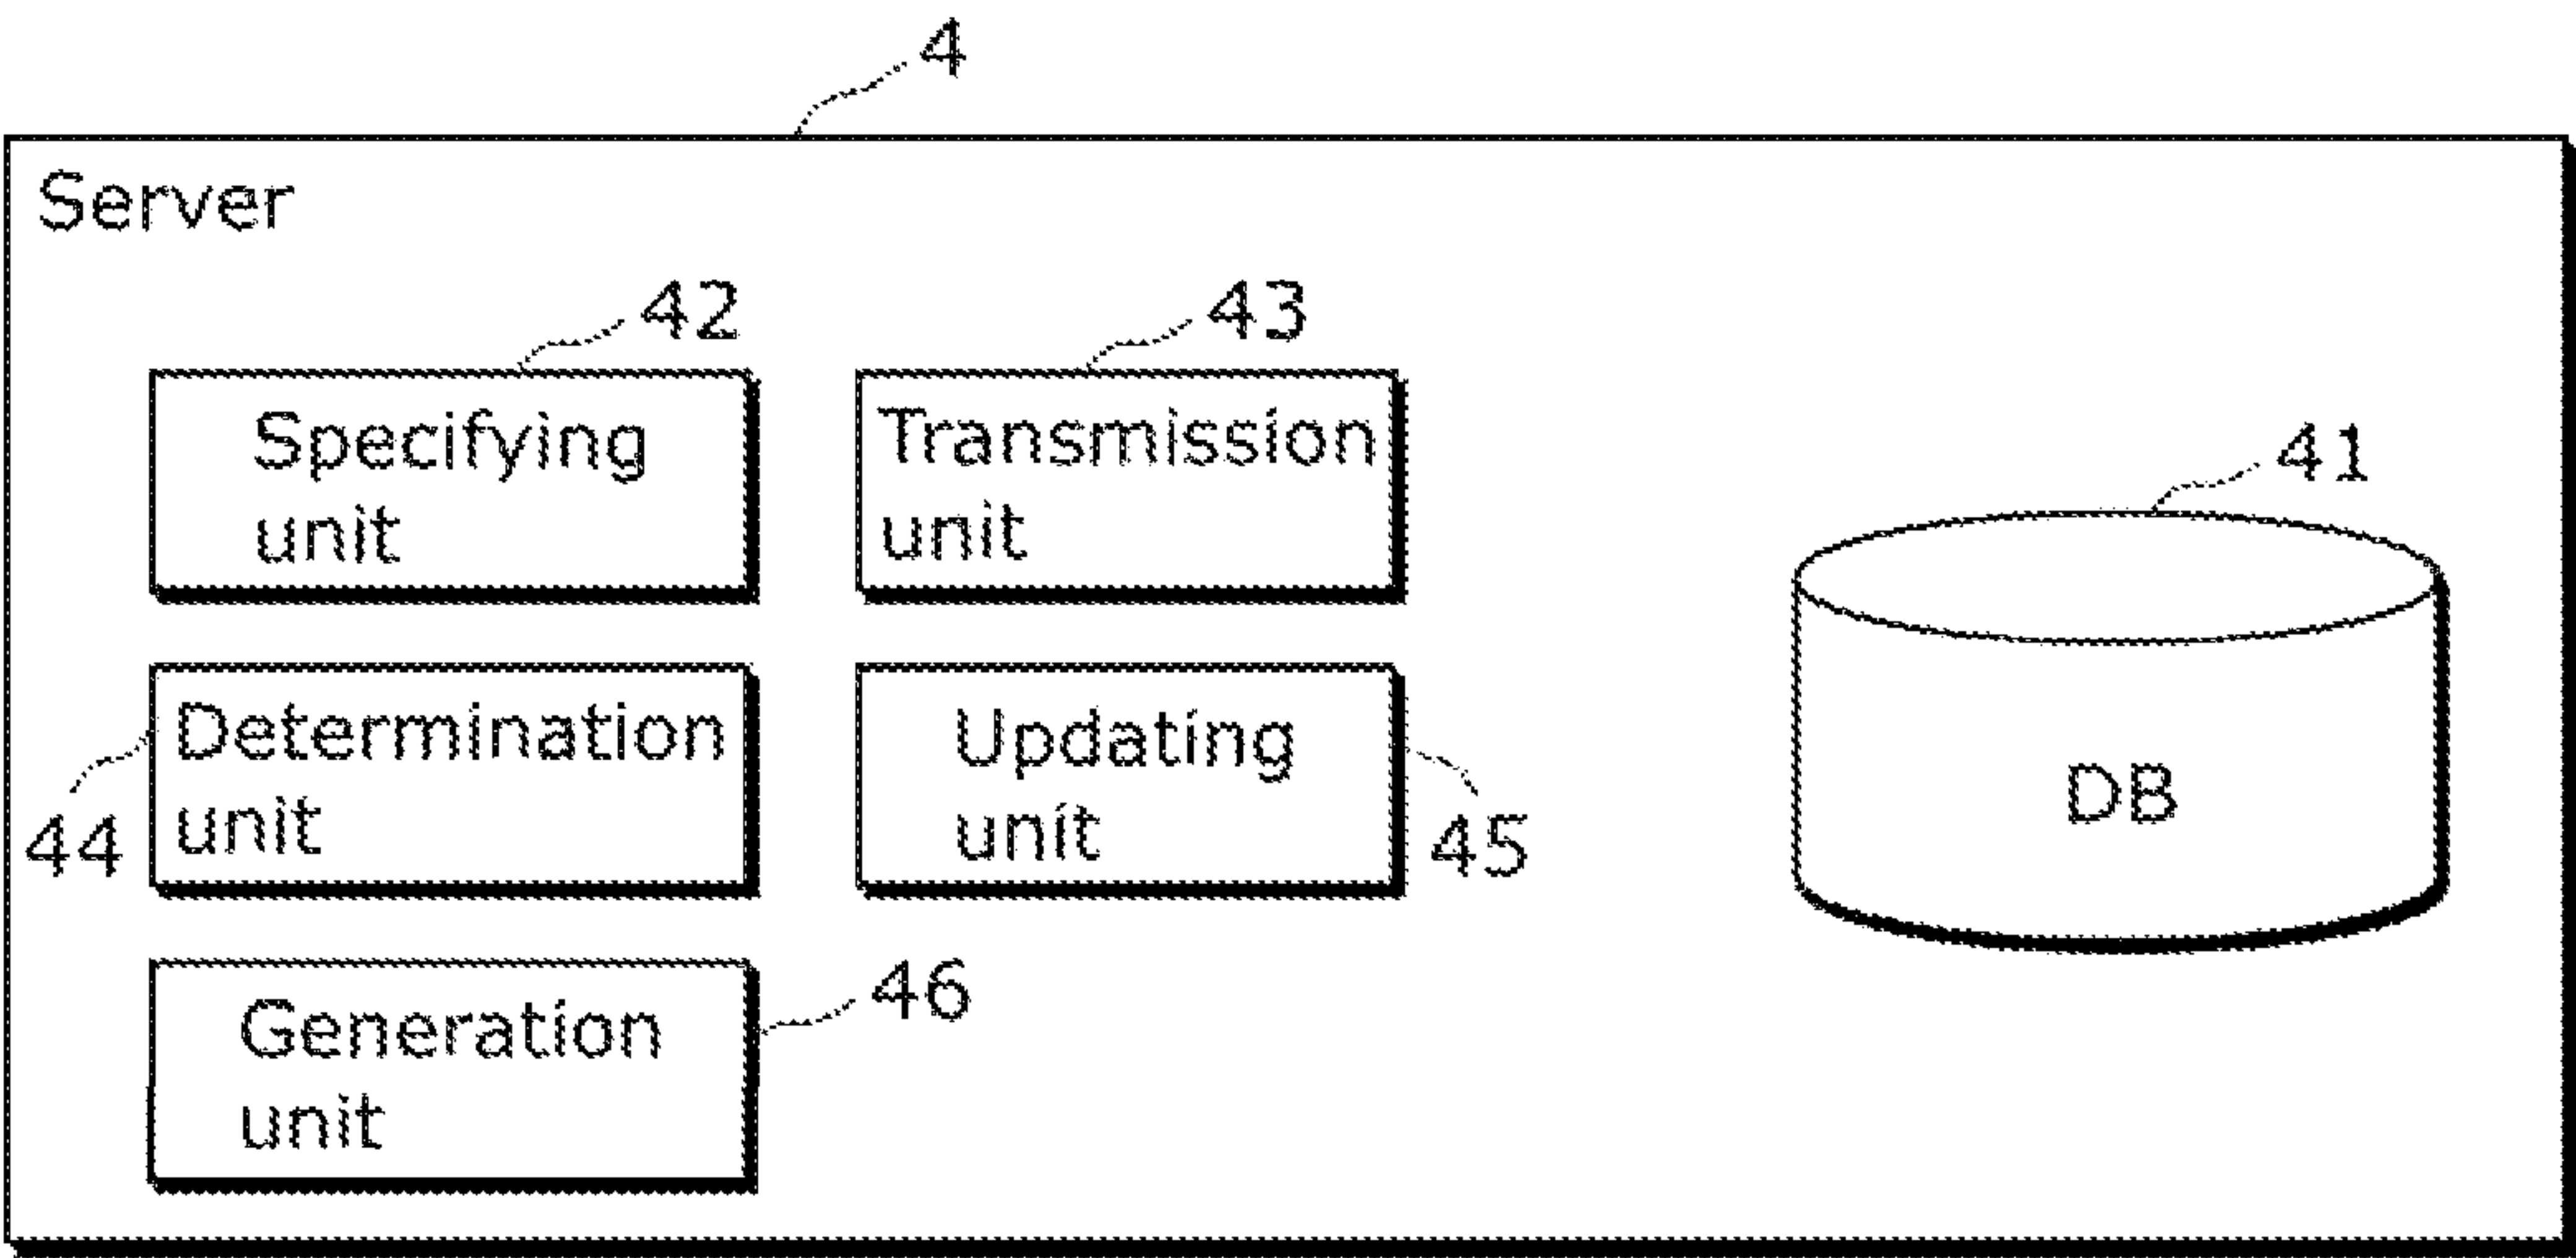 4
Server
42
43
Specifying
unit
Transmission
unit
41
Determination
unit
44
Updating
unit
45
DB
Generation
unit
46